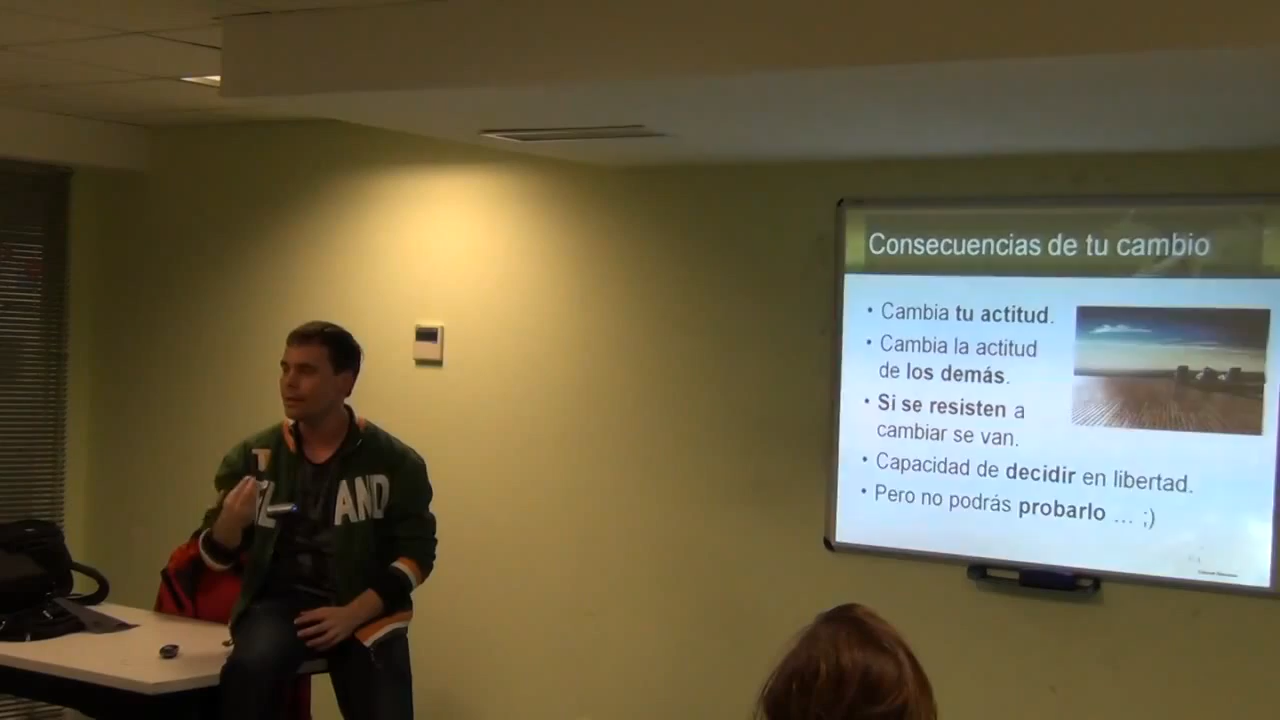 Consecuencias de tu cambio
• Cambia tu actitud.
• Cambia la actitud
de los demás.
• Si se resisten a
cambiar se van.
• Capacidad de decidir en libertad.
• Pero no podrás probarlo ... ;)
AND